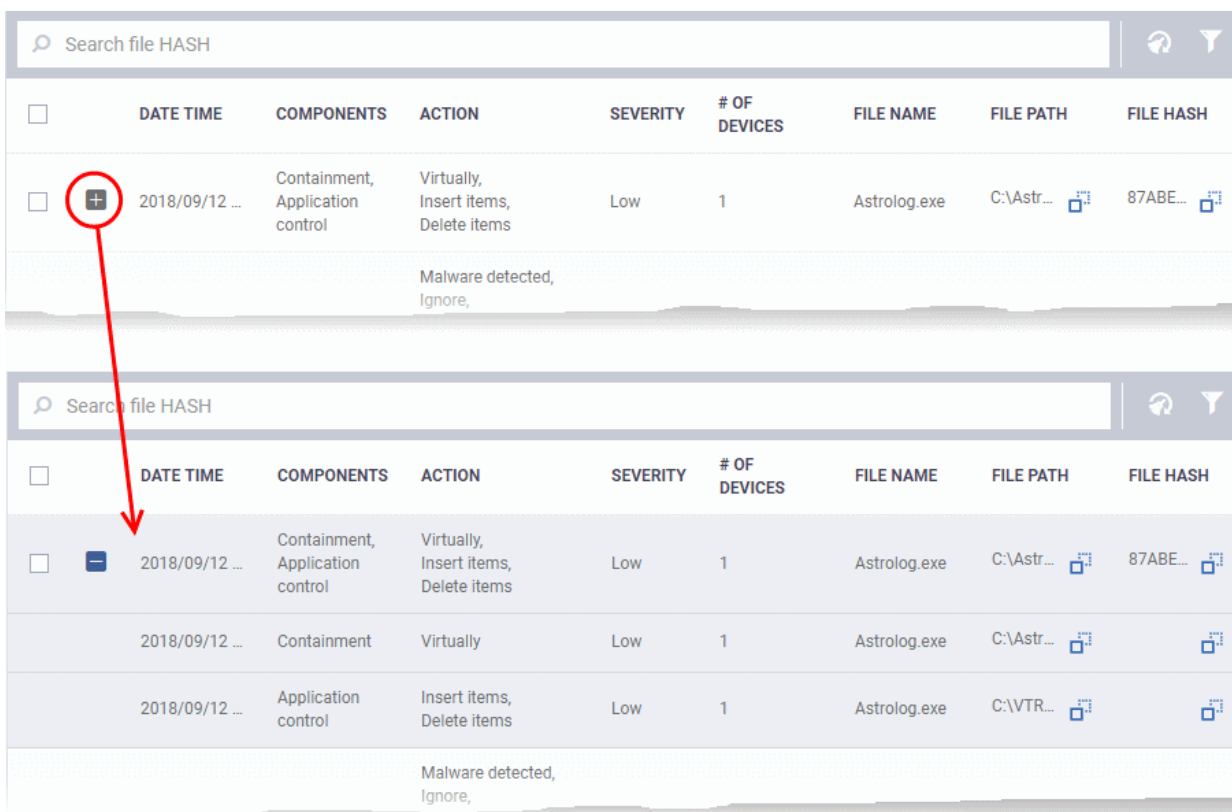 Search file HASH
DATE TIME COMPONENTS ACTION SEVERITY # OF DEVICES FILE NAME FILE PATH FILE HASH
2018/09/12 ... Containment, Application control Virtually, Insert items, Delete items Low 1 Astrolog.exe C:\Astr... 87ABE...
Malware detected,
Ignore,
Search file HASH
DATE TIME COMPONENTS ACTION SEVERITY # OF DEVICES FILE NAME FILE PATH FILE HASH
2018/09/12 ... Containment, Application control Virtually, Insert items, Delete items Low 1 Astrolog.exe C:\Astr... 87ABE...
2018/09/12 ... Containment Virtually Low 1 Astrolog.exe C:\Astr...
2018/09/12 ... Application control Insert items, Delete items Low 1 Astrolog.exe C:\VTR...
Malware detected,
Ignore,